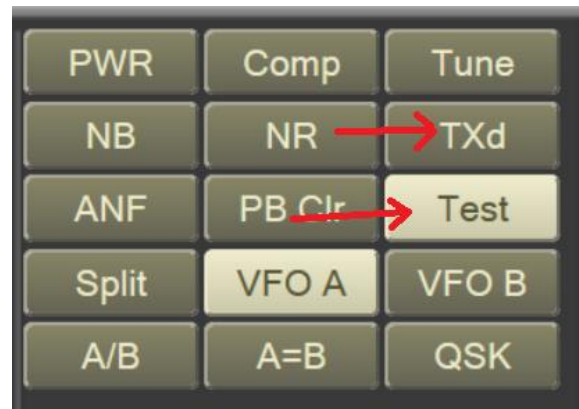 PWR Comp Tune
NB NR TXd
ANF PB Clr Test
Split VFO A VFO B
A/B A=B QSK